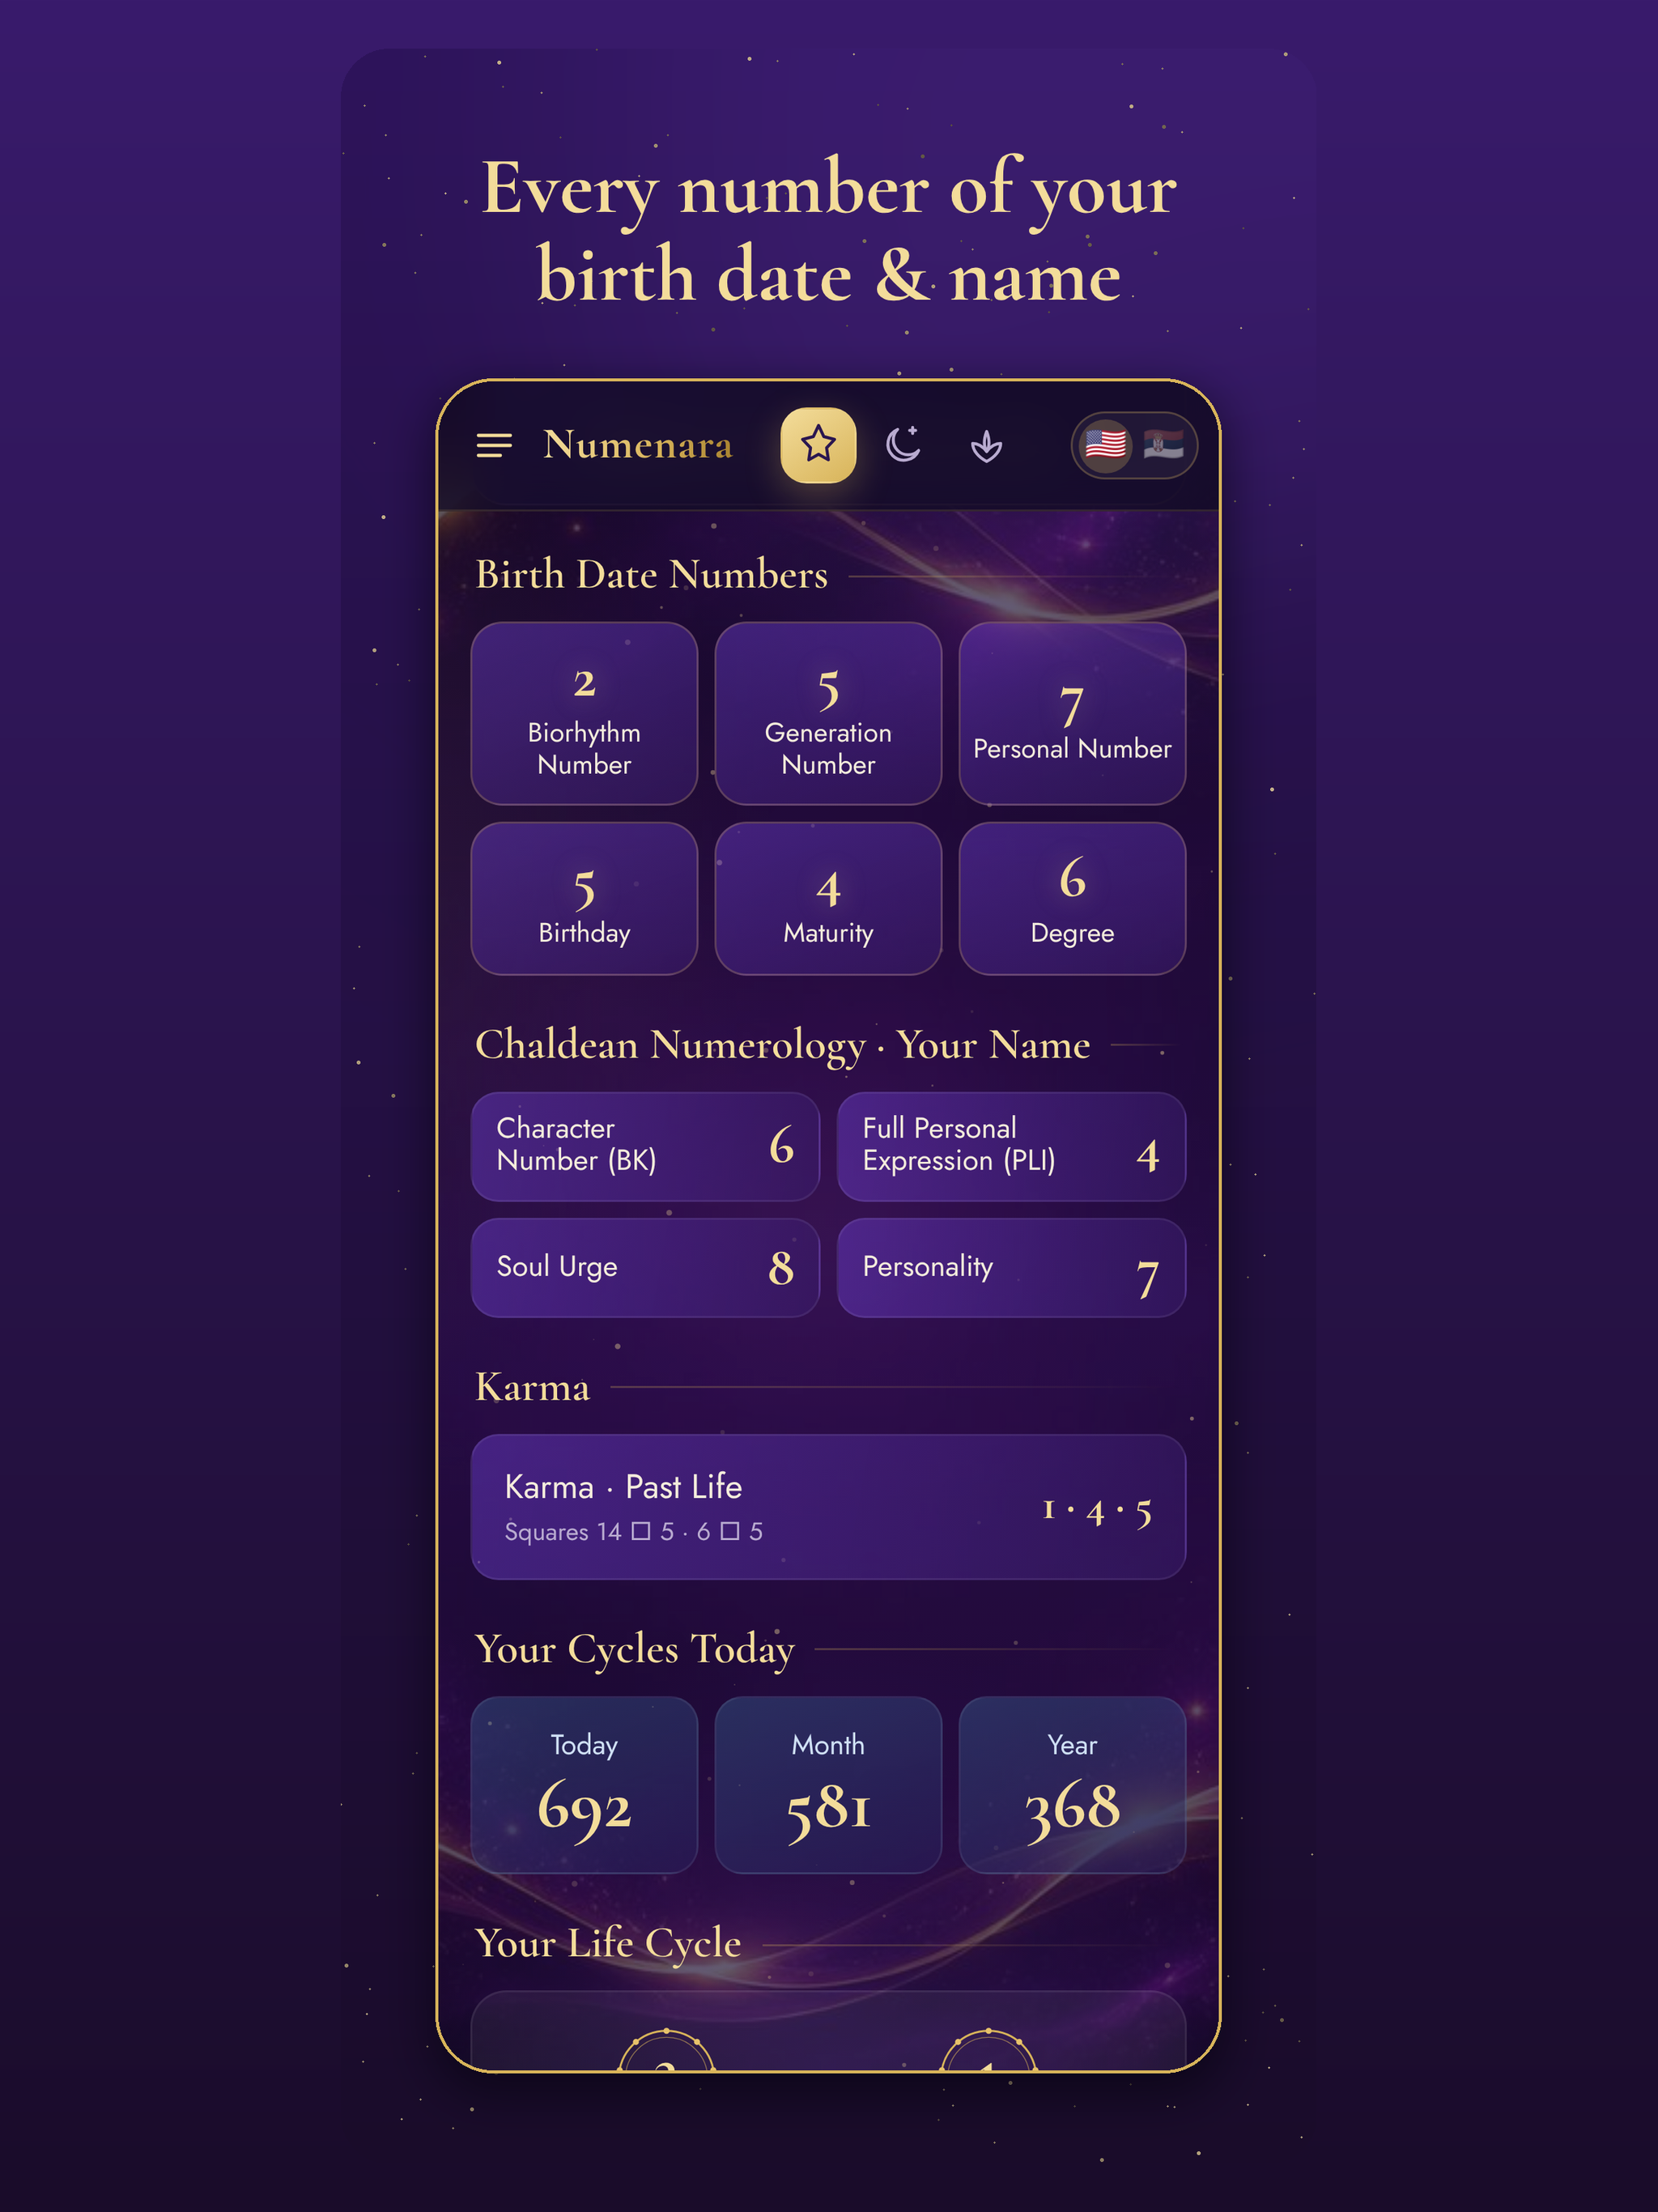 Every number of your
birth date & name
Numenara
Birth Date Numbers
2
Biorhythm
Number
5
Generation
Number
7
Personal Number
5
Birthday
4
Maturity
6
Degree
Chaldean Numerology · Your Name
Character
Number (BK)
6
Full Personal
Expression (PLI)
4
Soul Urge
8
Personality
7
Karma
Karma · Past Life
Squares 14 □ 5 · 6 □ 5
1 · 4 · 5
Your Cycles Today
Today
692
Month
581
Year
368
Your Life Cycle